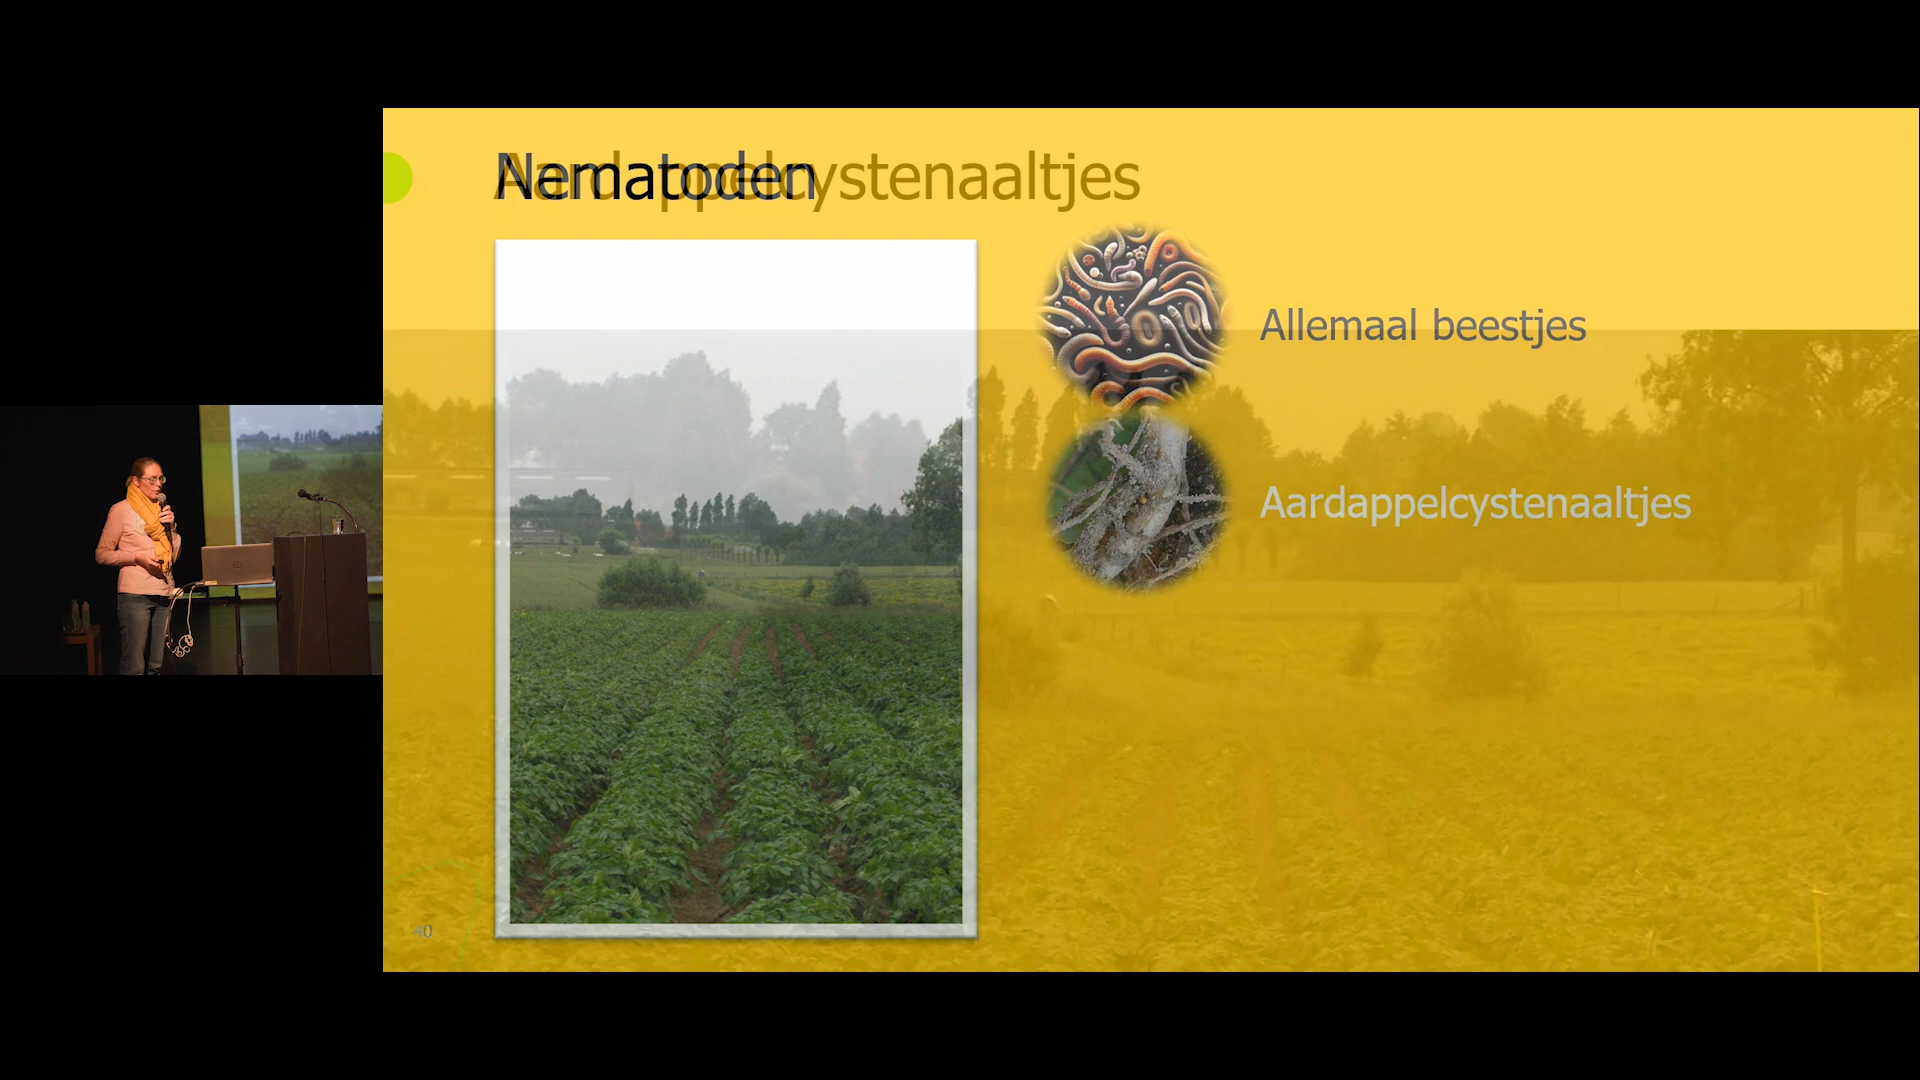 Nematoden
Aardappelcystenaaltjes
Allemaal beestjes
Aardappelcystenaaltjes
40